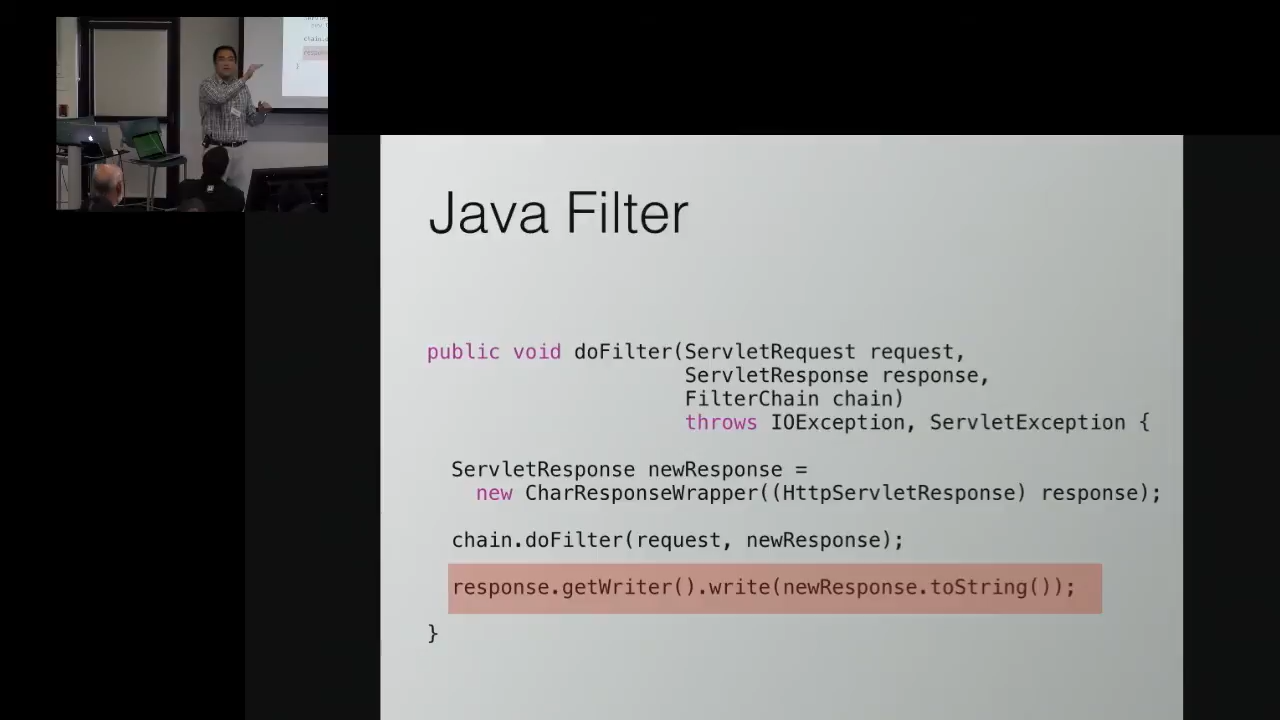 Java Filter
public void doFilter(ServletRequest request,
ServletResponse response,
FilterChain chain)
throws IOException, ServletException {
ServletResponse newResponse =
new CharResponseWrapper((HttpServletResponse) response);
chain.doFilter(request, newResponse);
response.getWriter().write(newResponse.toString());
}